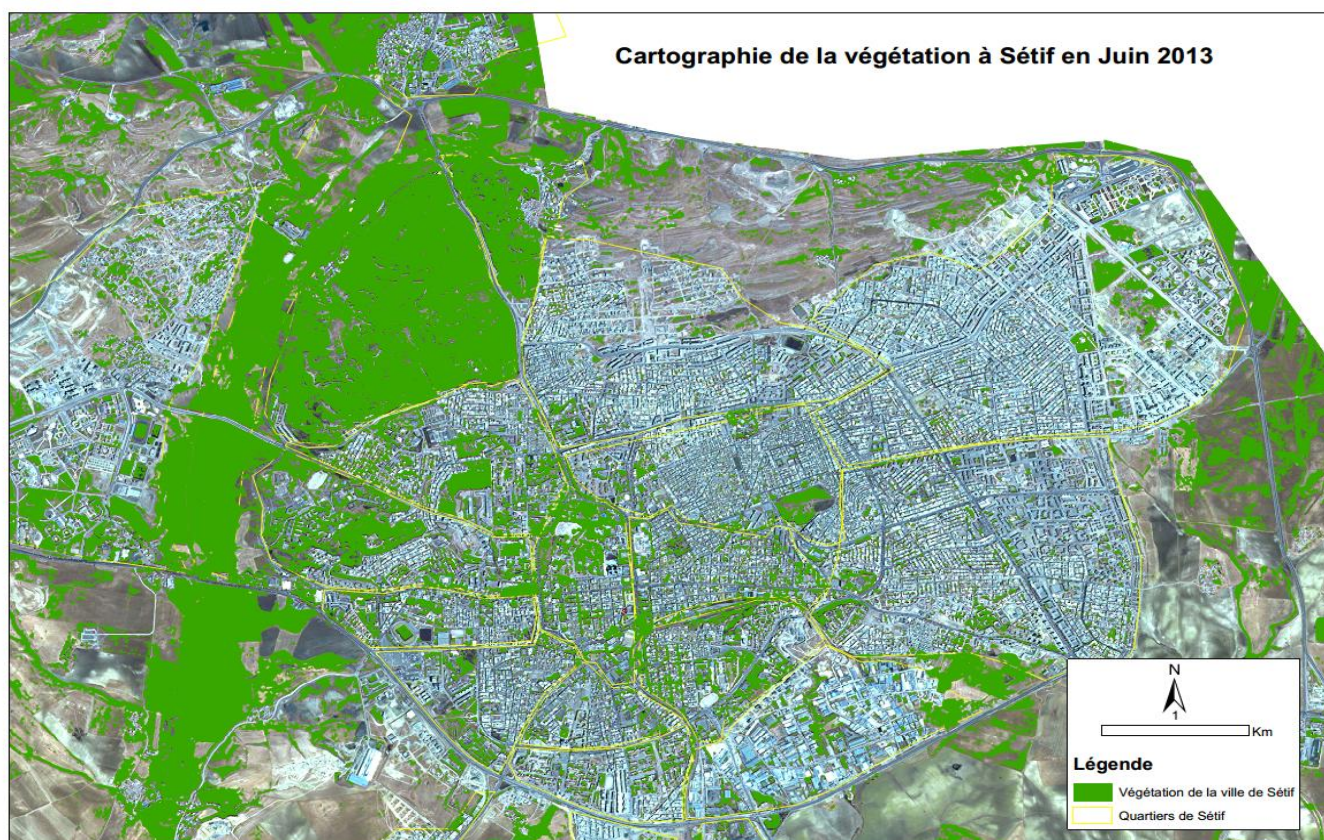 Cartographie de la végétation à Sétif en Juin 2013
N
1
Km
Légende
Végétation de la ville de Sétif
Quartiers de Sétif